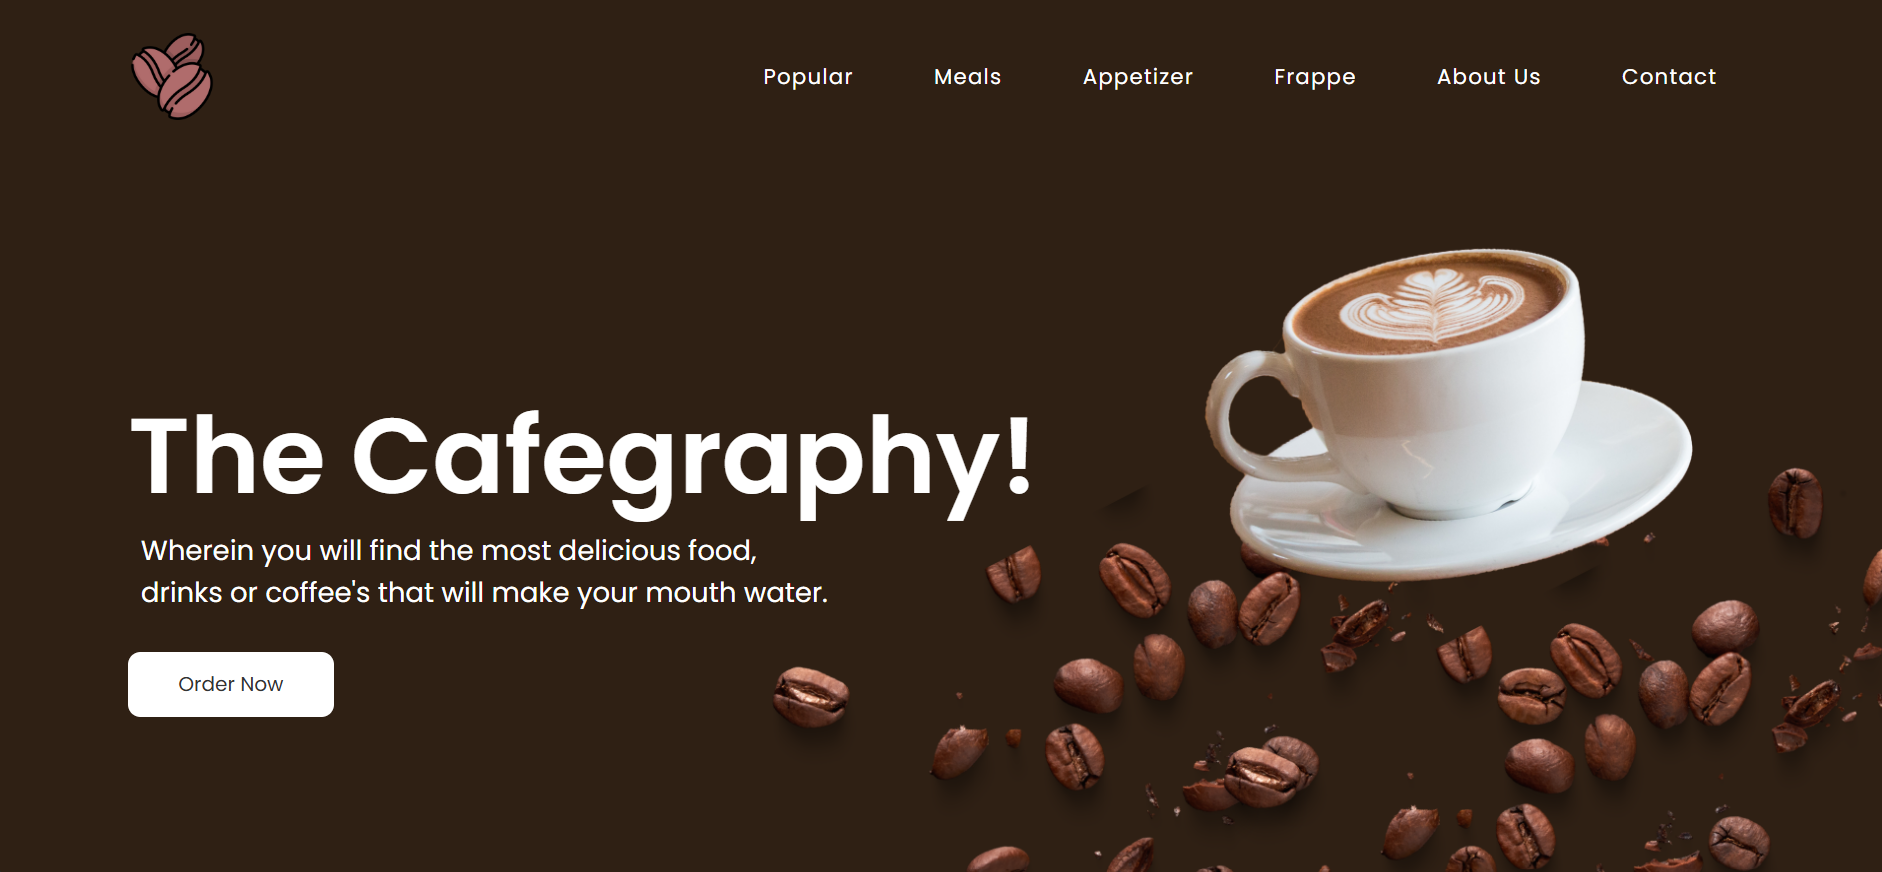 Popular Meals Appetizer Frappe About Us Contact
The Cafegraphy!
Wherein you will find the most delicious food,
drinks or coffee's that will make your mouth water.
Order Now